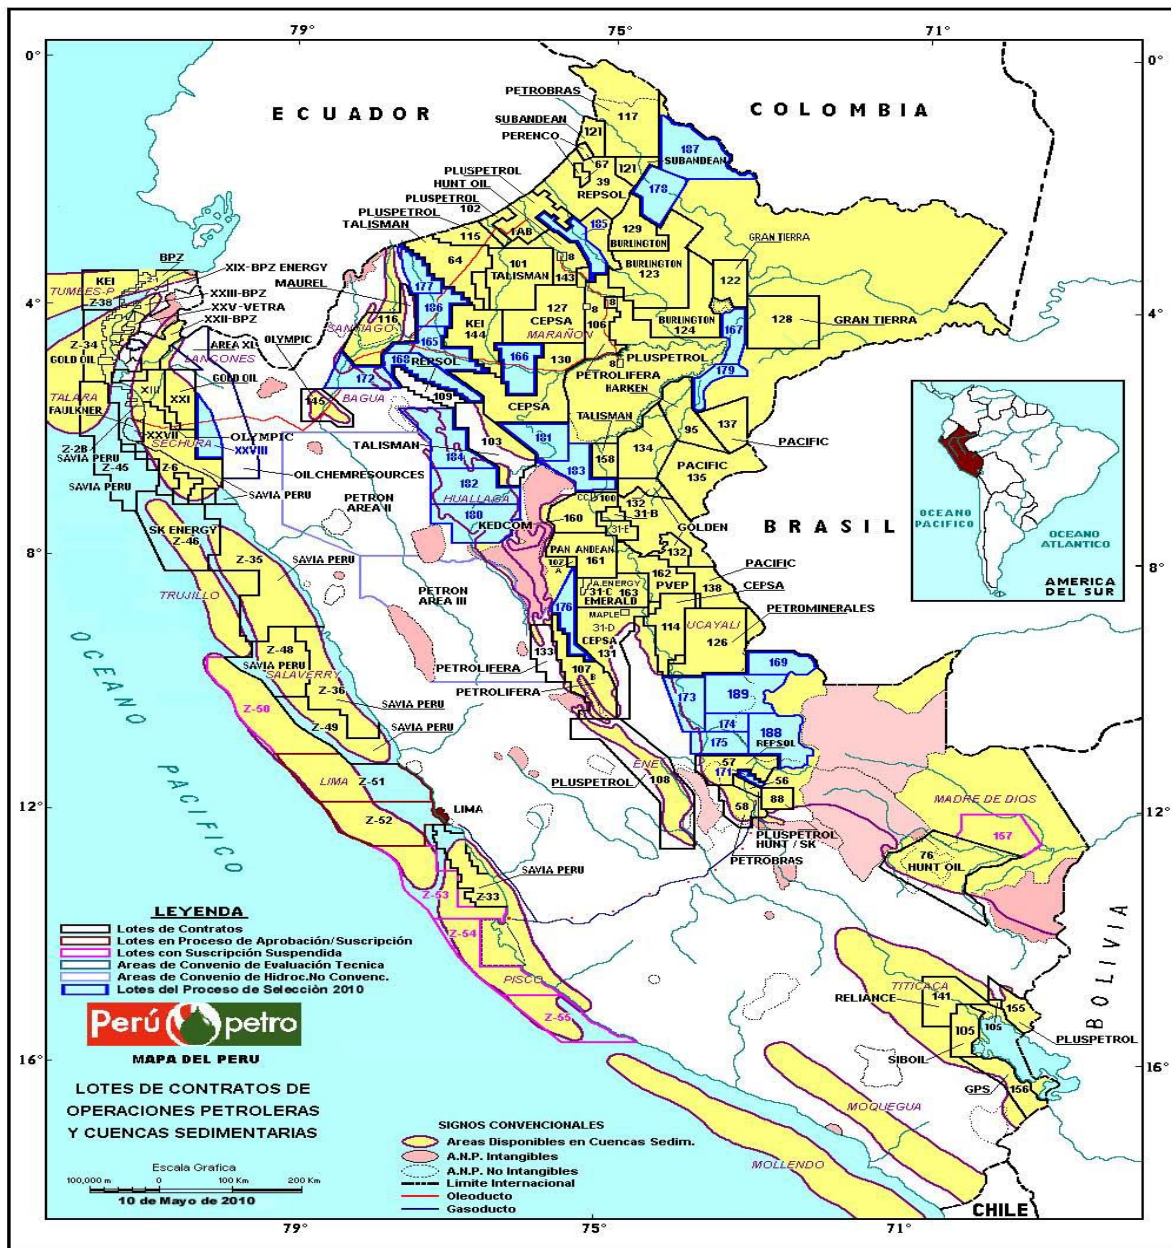 79°
75°
71°
0°
0°
ECUADOR
COLOMBIA
PETROBRAS
117
SUBANDEAN
121
PERENCO
187
SUBANDEAN
PLUSPETROL
67
121
HUNT OIL
39
178
REPSOL
PLUSPETROL
102
PLUSPETROL
1AB
185
129
TALISMAN
115
BURLINGTON
GRAN TIERRA
64
101
8
TALISMAN
143
BURLINGTON
123
122
BPZ
XIX-BPZ ENERGY
KEI
TUMBES-P
MAUREL
177
XXIII-BPZ
Z-38
XXV-VETRA
XXII-BPZ
186
127
CEPSA
8
8
106
128
GRAN TIERRA
4°
4°
116
SANTIAGO
KEI
144
MARAÑON
BURLINGTON
124
167
Z-34
AREA XI
OLYMPIC
165
GOLD OIL
LANCONES
168
REPSOL
166
130
8
PLUSPETROL
GOLD OIL
172
PETROLIFERA
179
HARKEN
TALARA
XIII
XXI
145
BAGUA
109
CEPSA
TALISMAN
FAULKNER
95
137
XXVII
OLYMPIC
TALISMAN
103
181
PACIFIC
Z-2B
SECHURA
XXVIII
184
158
134
SAVIA PERU
Z-45
Z-6
OILCHEMRESOURCES
183
PACIFIC
135
SAVIA PERU
SAVIA PERU
PETRON
AREA II
182
HUALLAGA
180
CCP
100
132
31-B
SK ENERGY
Z-46
KEDCOM
160
31-E
GOLDEN
BRASIL
8°
8°
Z-35
SAVIA PERU
PAN ANDEAN
161
132
107
A
PACIFIC
162
PVEP
138
CEPSA
TRUJILLO
PETRON
AREA III
176
A.ENERGY
31-C
163
EMERALD
MAPLE
31-D
PETROMINERALES
114
UCAYALI
126
Z-48
SAVIA PERU
SALAVERRY
133
CEPSA
131
PETROLIFERA
107
B
PETROLIFERA
169
Z-36
SAVIA PERU
173
189
Z-50
Z-49
SAVIA PERU
174
188
175
REPSOL
LIMA
Z-51
PLUSPETROL
ENE
108
57
171
56
12°
12°
Z-52
LIMA
58
88
MADRE DE DIOS
157
PLUSPETROL
HUNT / SK
PETROBRAS
76
HUNT OIL
SAVIA PERU
Z-33
Z-53
Z-54
PISCO
Z-55
OCEANO
PACIFICO
BOLIVIA
TITICACA
RELIANCE
141
155
105
105
PLUSPETROL
SIBOIL
GPS
156
16°
16°
MOQUEGUA
MOLLENDO
CHILE
79°
75°
71°
OCEANO
PACIFICO
OCEANO
ATLANTICO
AMERICA
DEL SUR
LEYENDA
Lotes de Contratos
Lotes en Proceso de Aprobación/Suscripción
Lotes con Suscripción Suspendida
Areas de Convenio de Evaluación Tecnica
Areas de Convenio de Hidroc.No Convenc.
Lotes del Proceso de Selección 2010
Perú petro
MAPA DEL PERU
LOTES DE CONTRATOS DE
OPERACIONES PETROLERAS
Y CUENCAS SEDIMENTARIAS
Escala Grafica
100,000 m
0
100 Km
200 Km
10 de Mayo de 2010
SIGNOS CONVENCIONALES
Areas Disponibles en Cuencas Sedim.
A.N.P. Intangibles
A.N.P. No Intangibles
Limite Internacional
Oleoducto
Gasoducto